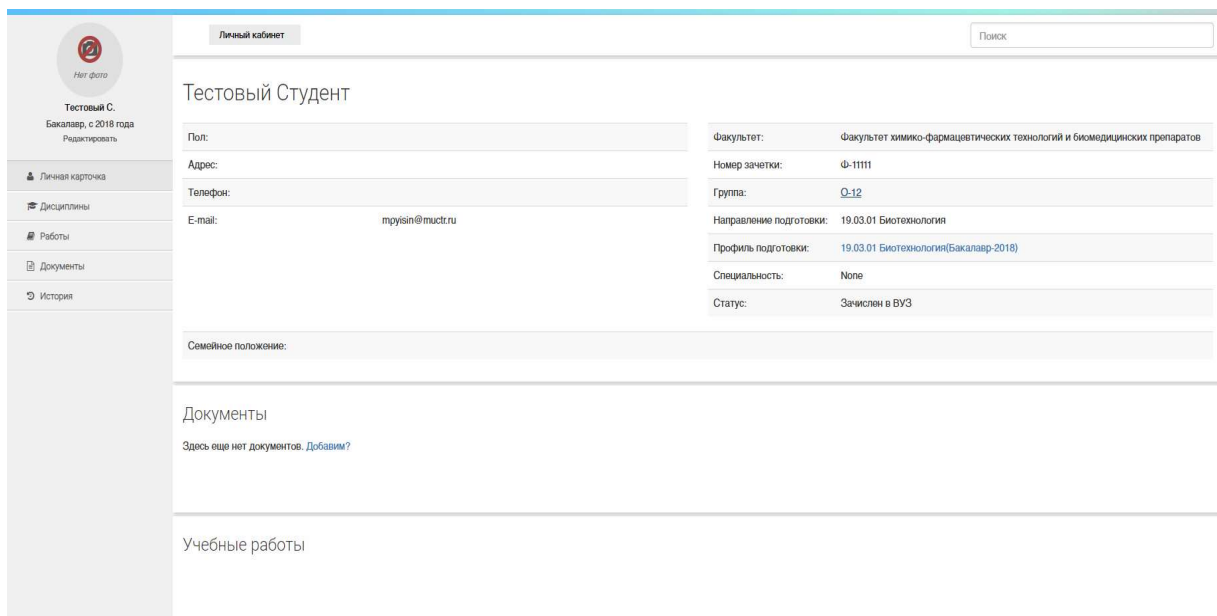 Нет фото
Тестовый С.
Бакалавр, с 2018 года
Редактировать
Личная карточка
Дисциплины
Работы
Документы
История
Личный кабинет
Поиск
Тестовый Студент
Пол:
Адрес:
Телефон:
E-mail: mpyisin@muctr.ru
Факультет: Факультет химико-фармацевтических технологий и биомедицинских препаратов
Номер зачетки: Ф-11111
Группа: О-12
Направление подготовки: 19.03.01 Биотехнология
Профиль подготовки: 19.03.01 Биотехнология(Бакалавр-2018)
Специальность: None
Статус: Зачислен в ВУЗ
Семейное положение:
Документы
Здесь еще нет документов. Добавим?
Учебные работы